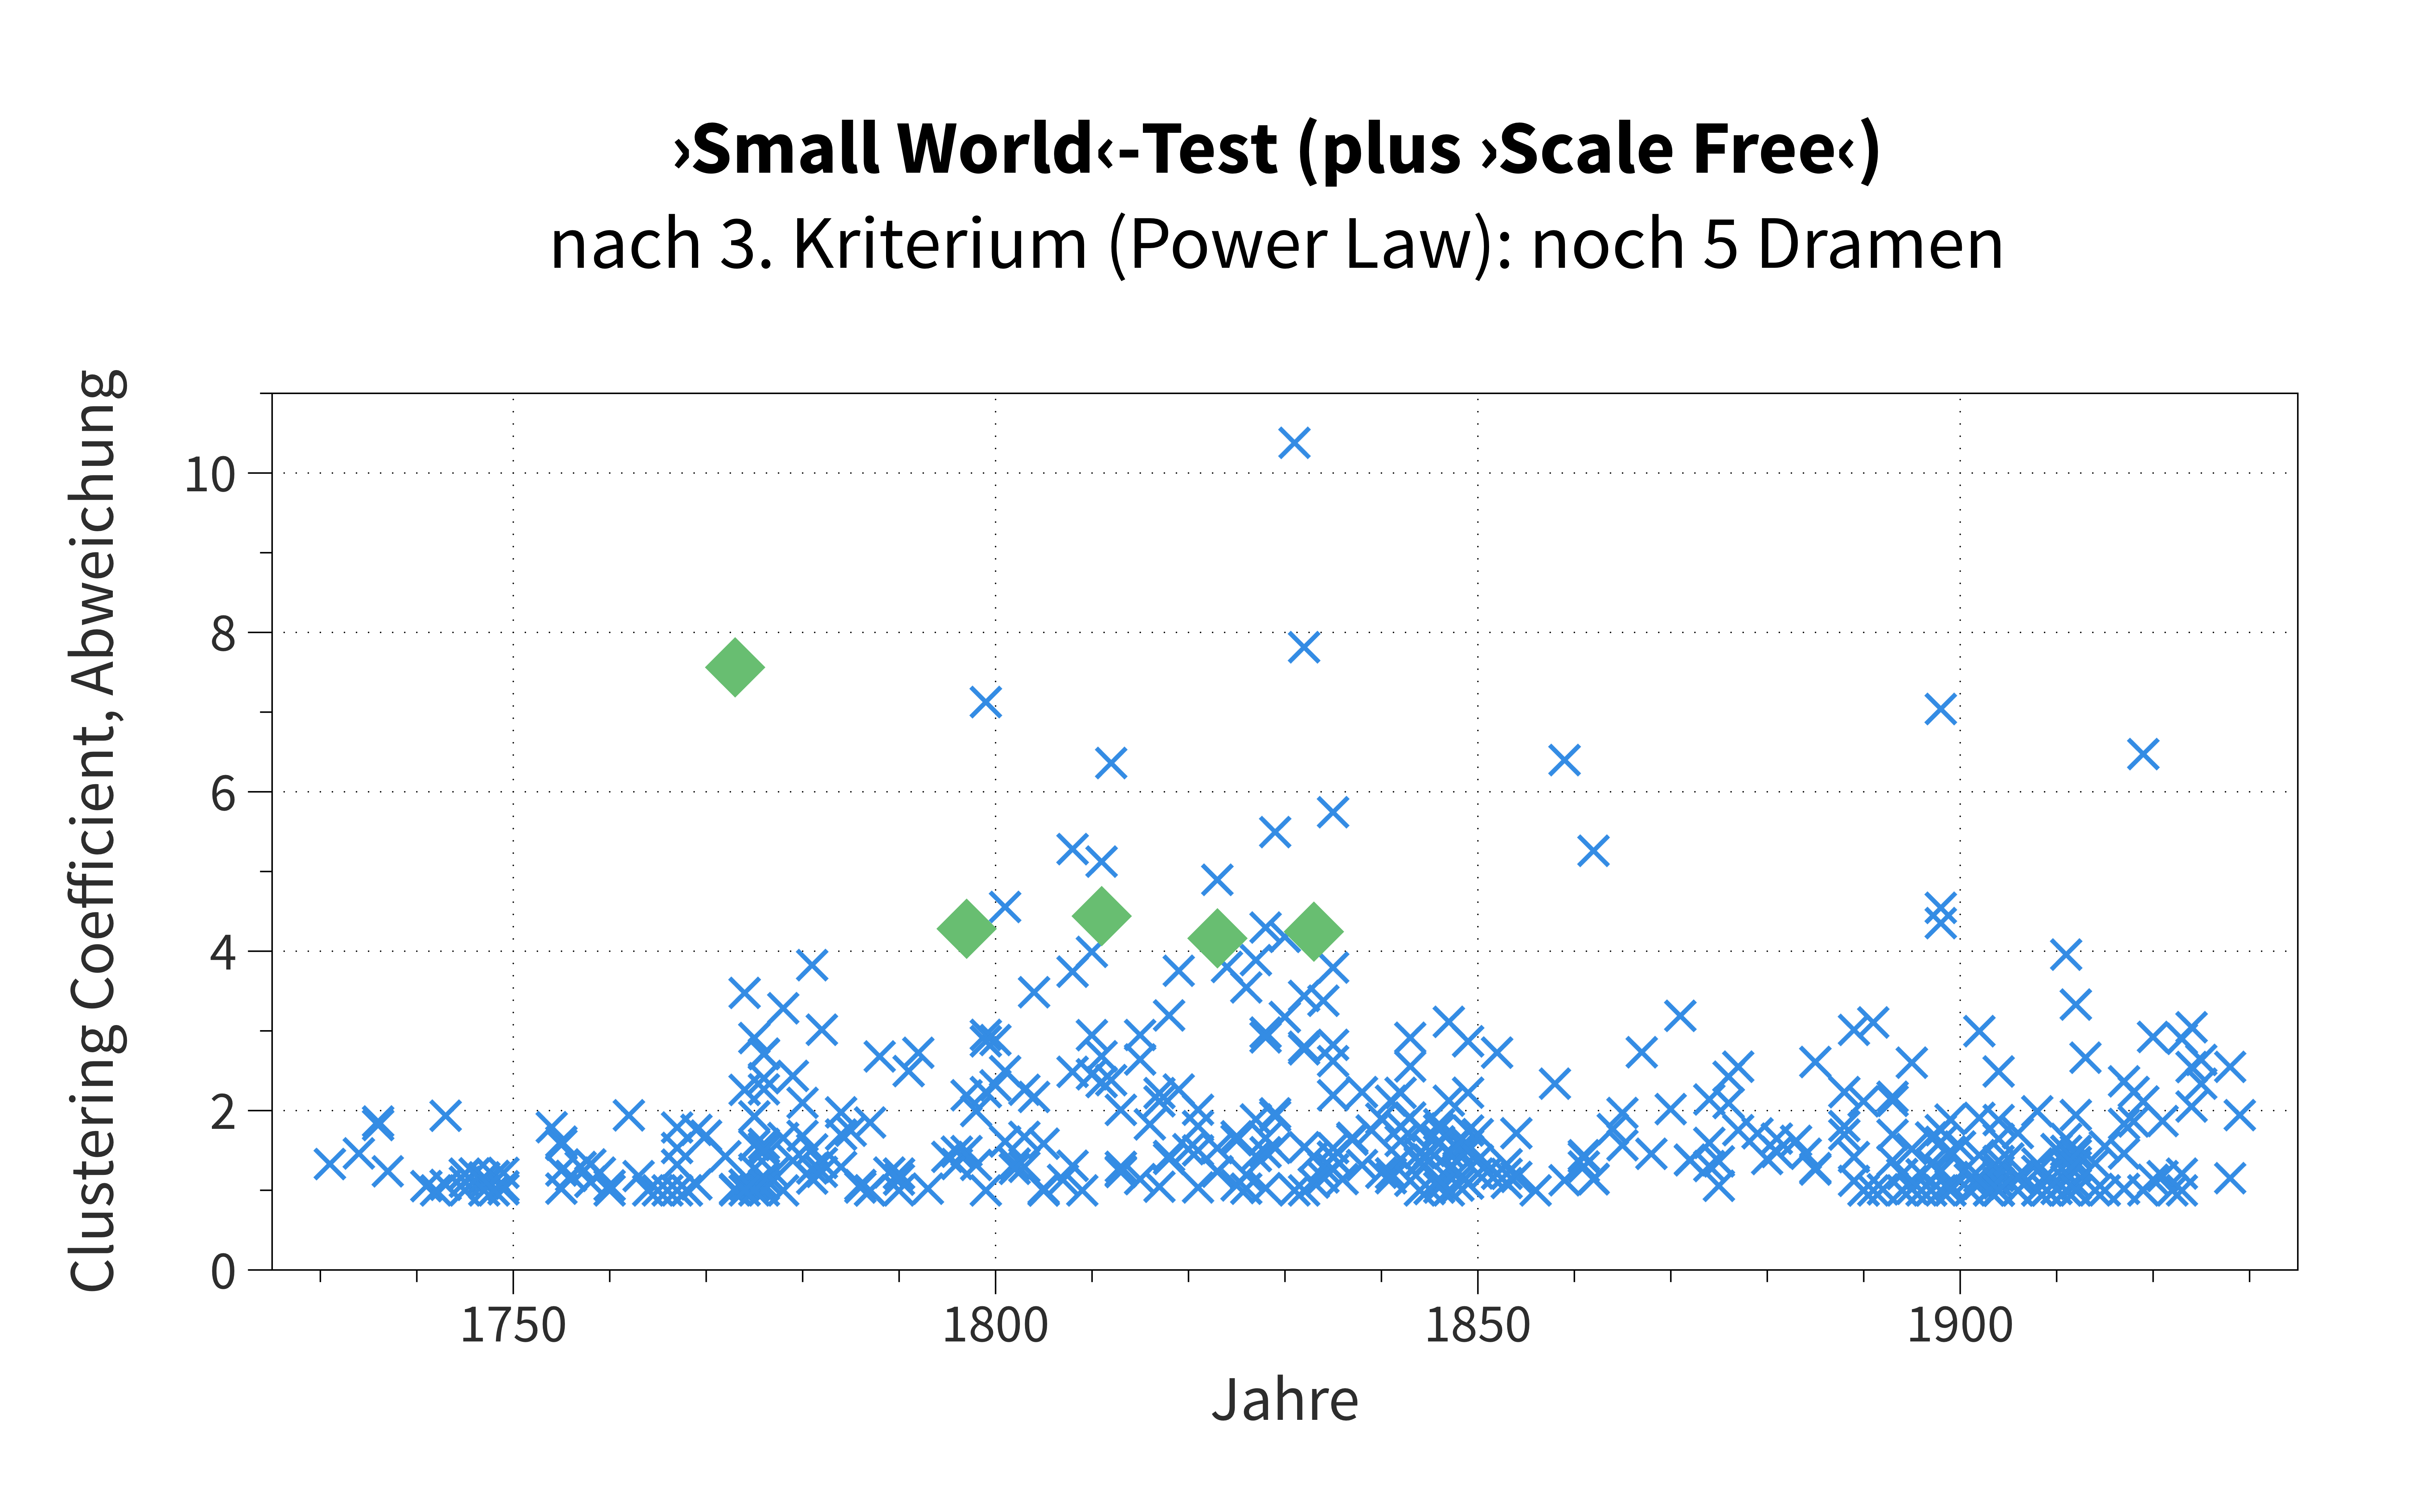 ›Small World‹-Test (plus ›Scale Free‹)
nach 3. Kriterium (Power Law): noch 5 Dramen
Clustering Coefficient, Abweichung
10
8
6
4
2
0
1750
1800
1850
1900
Jahre